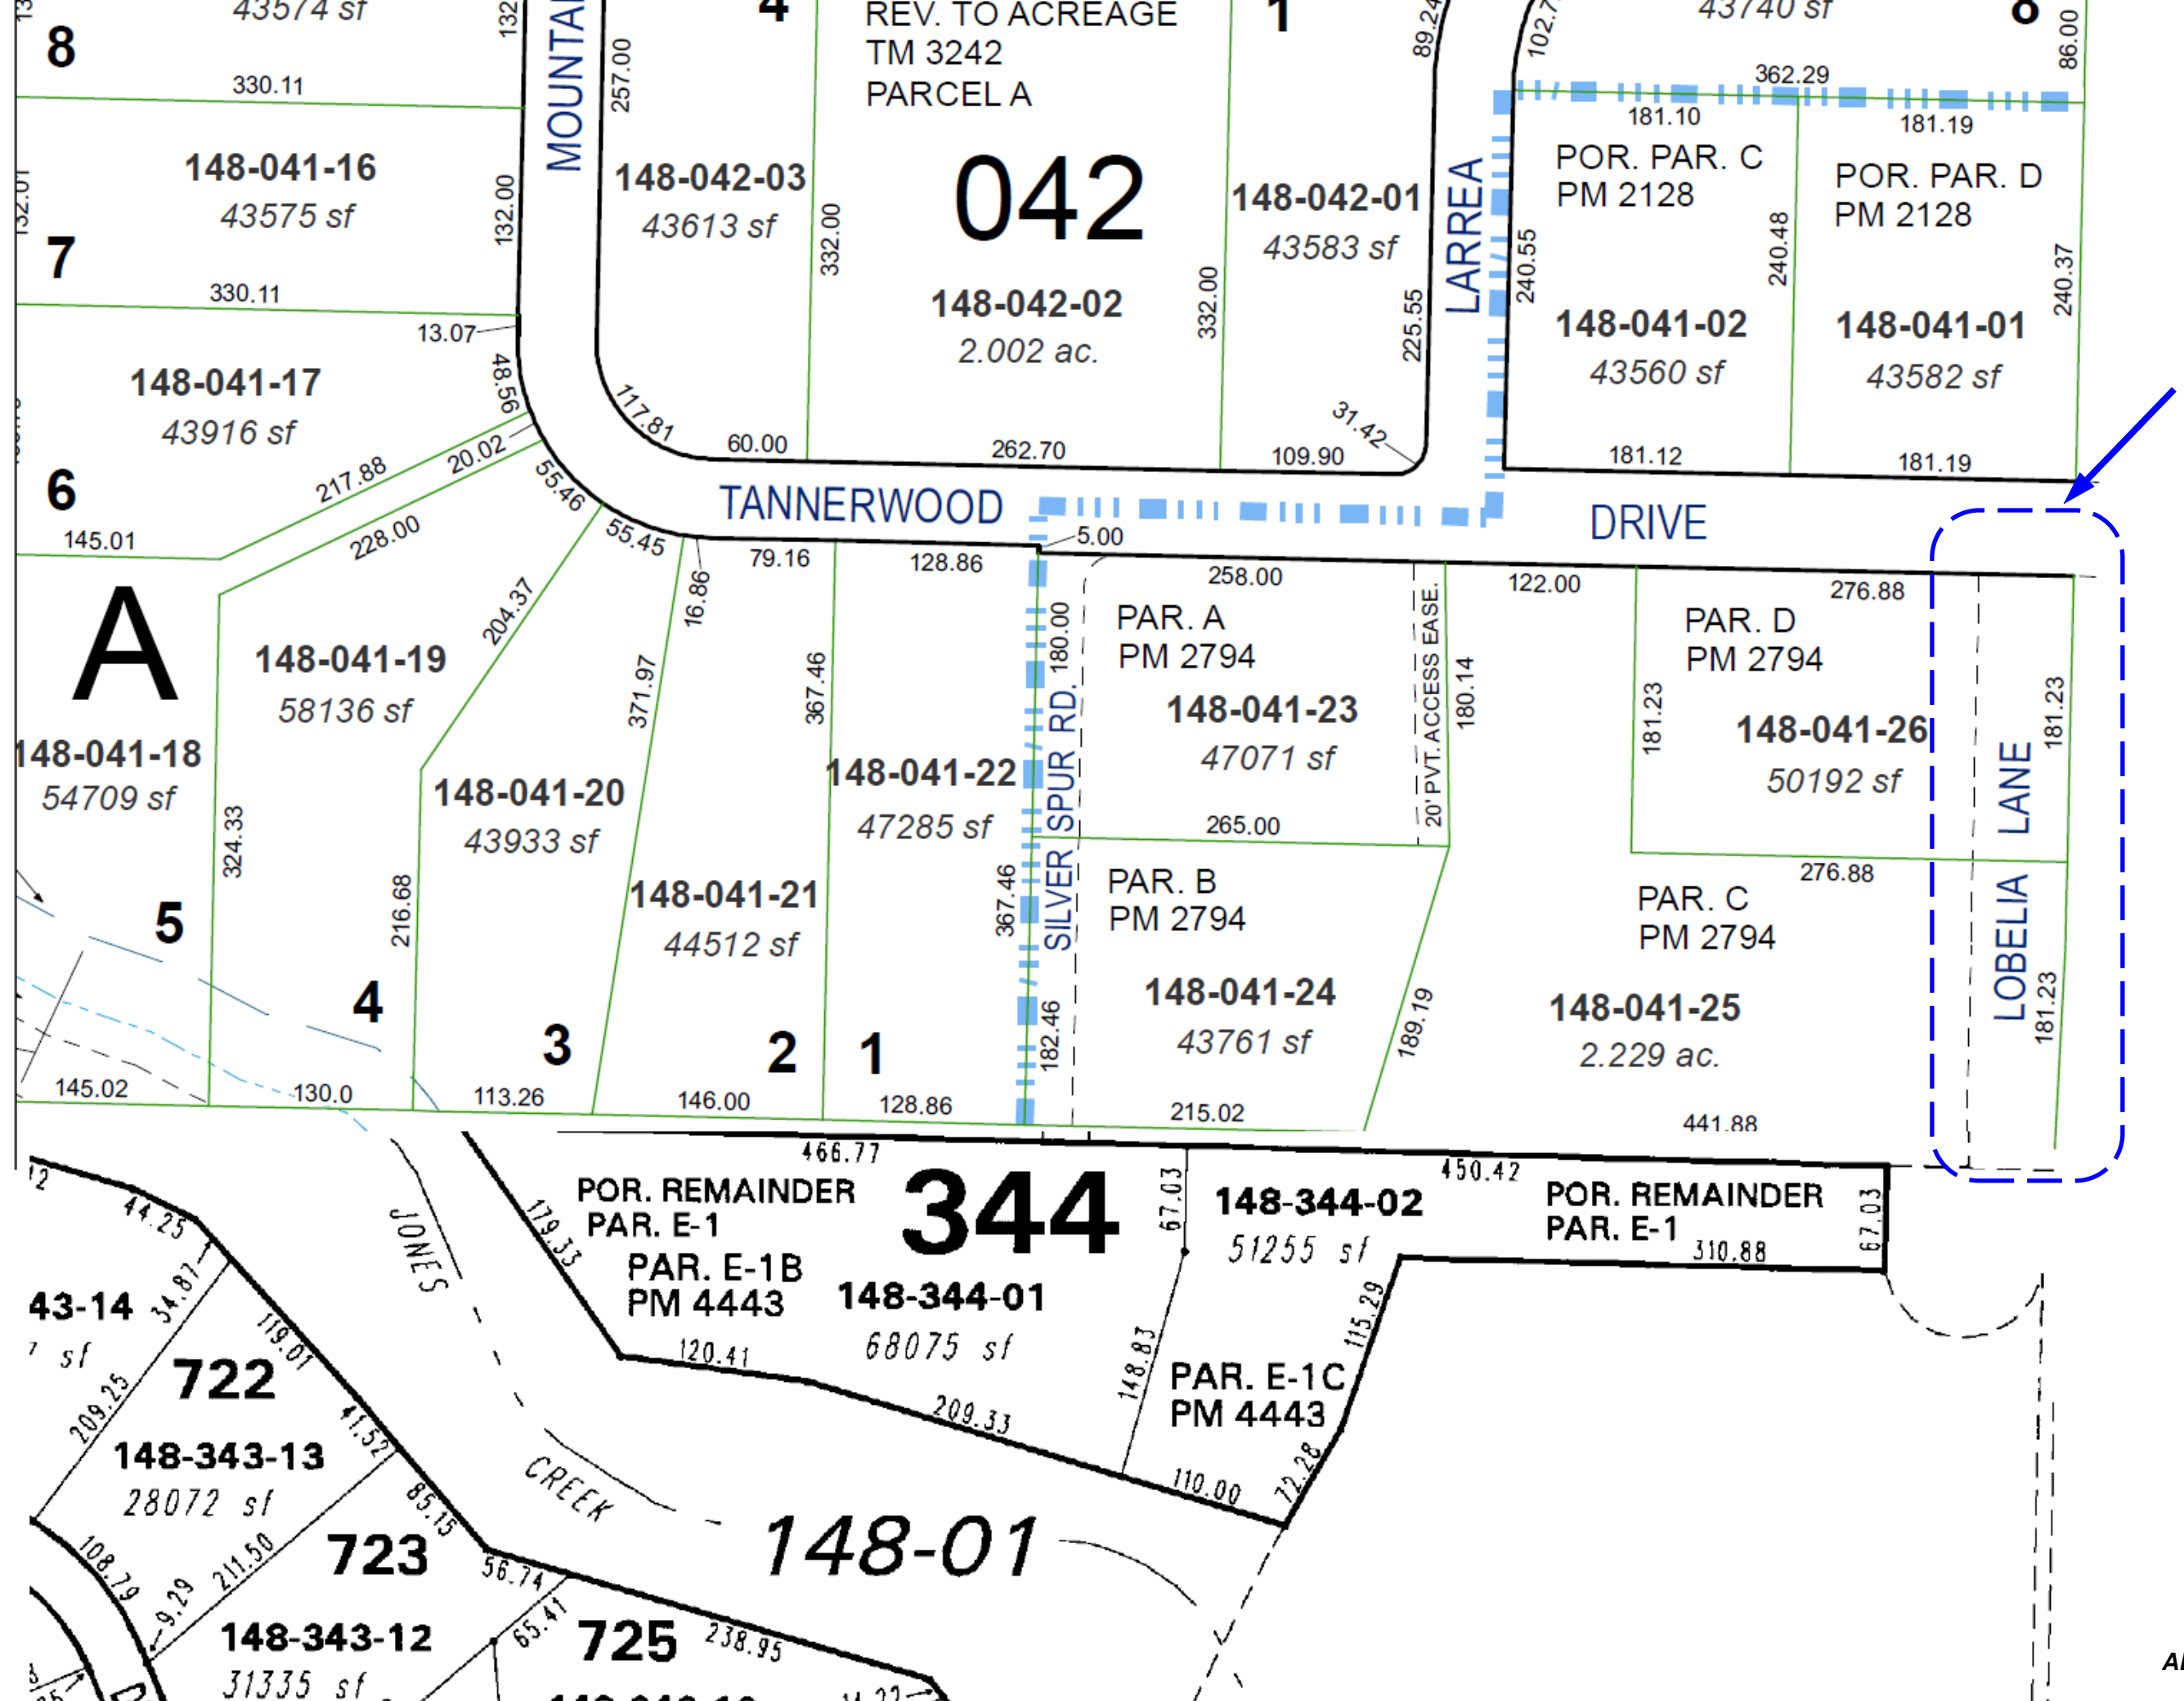 43574 sf
132
8
330.11
MOUNTAI
257.00
4
REV. TO ACREAGE
TM 3242
PARCEL A
1
89.24
102.7
43740 sf
8
86.00
362.29
181.10
181.19
148-041-16
43575 sf
132.01
132.00
7
330.11
13.07
148-042-03
43613 sf
332.00
042
148-042-02
2.002 ac.
332.00
148-042-01
43583 sf
225.55
31.42
LARREA
POR. PAR. C
PM 2128
240.55
148-041-02
43560 sf
240.48
POR. PAR. D
PM 2128
240.37
148-041-01
43582 sf
148-041-17
43916 sf
48.56
117.81
60.00
262.70
109.90
181.12
181.19
6
217.88
20.02
228.00
55.46
55.45
145.01
TANNERWOOD
DRIVE
5.00
79.16
128.86
258.00
122.00
276.88
A
148-041-18
54709 sf
5
324.33
148-041-19
58136 sf
204.37
4
216.68
148-041-20
43933 sf
3
371.97
16.86
148-041-21
44512 sf
2
367.46
148-041-22
47285 sf
1
367.46
SILVER SPUR RD.
180.00
182.46
PAR. A
PM 2794
148-041-23
47071 sf
20' PVT. ACCESS EASE.
180.14
265.00
PAR. B
PM 2794
148-041-24
43761 sf
189.19
181.23
PAR. D
PM 2794
148-041-26
50192 sf
181.23
276.88
PAR. C
PM 2794
148-041-25
2.229 ac.
LOBELIA LANE
181.23
145.02
130.0
113.26
146.00
128.86
215.02
441.88
466.77
450.42
12
44.25
JONES
CREEK
179.33
POR. REMAINDER
PAR. E-1
PAR. E-1B
PM 4443
344
148-344-01
68075 sf
67.03
148-344-02
51255 sf
POR. REMAINDER
PAR. E-1
67.03
310.88
115.29
148.83
PAR. E-1C
PM 4443
72.28
110.00
209.33
120.41
43-14
7 sf
34.87
119.01
722
209.25
41.52
148-343-13
28072 sf
85.15
723
211.50
108.79
9.29
56.74
65.41
148-343-12
31335 sf
725
238.95
148-01